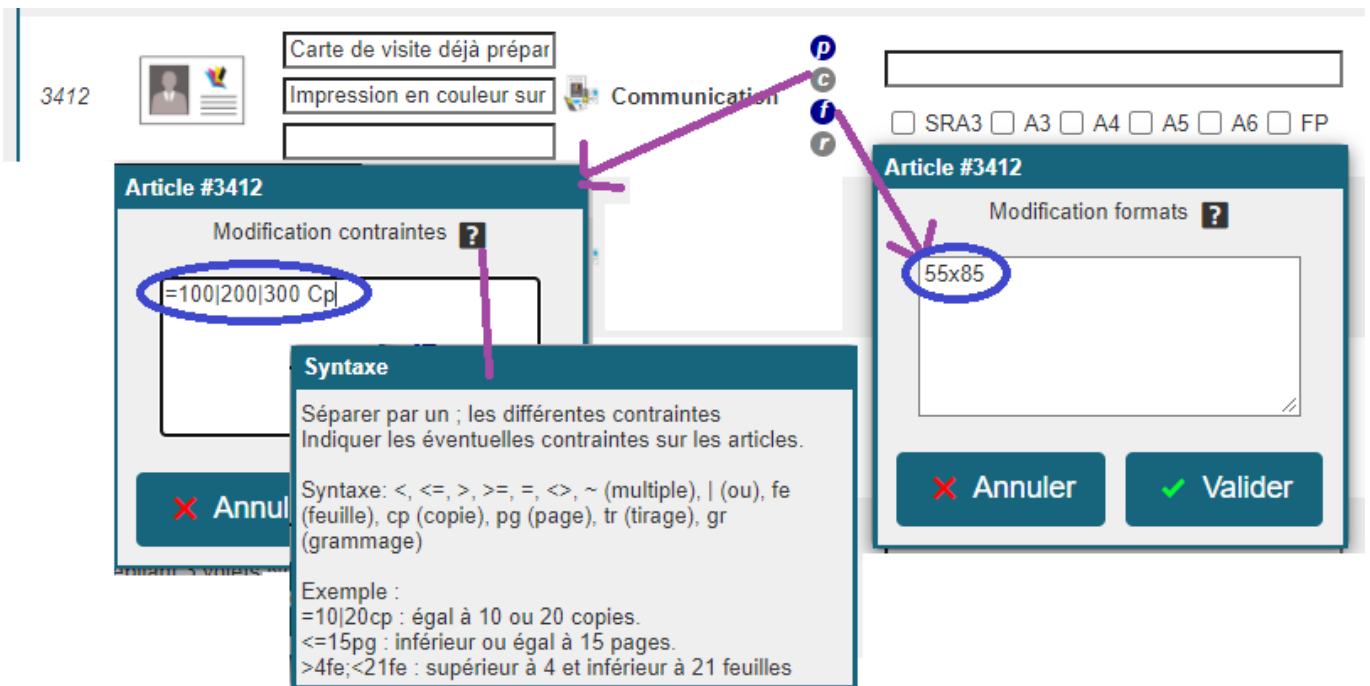 Carte de visite déjà prépar
p
3412
Impression en couleur sur
Communication
c
f
SRA3 A3 A4 A5 A6 FP
r
Article #3412
Modification contraintes ?
=100|200|300 Cp
Article #3412
Modification formats ?
55x85
Syntaxe
Séparer par un ; les différentes contraintes
Indiquer les éventuelles contraintes sur les articles.
Syntaxe: <, <=, >, >=, =, <>, ~ (multiple), | (ou), fe
(feuille), cp (copie), pg (page), tr (tirage), gr
(grammage)
Exemple :
=10|20cp : égal à 10 ou 20 copies.
<=15pg : inférieur ou égal à 15 pages.
>4fe;<21fe : supérieur à 4 et inférieur à 21 feuilles
Annul
Annuler
Valider